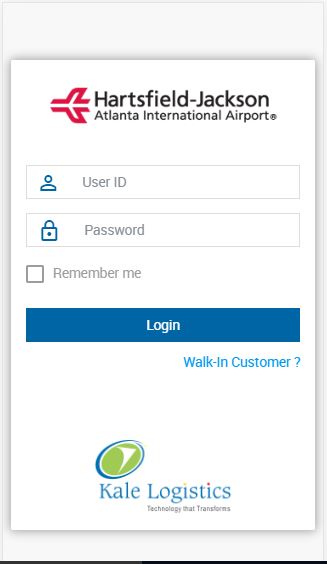 Hartsfield-Jackson
Atlanta International Airport®
User ID
Password
Remember me
Login
Walk-In Customer ?
Kale Logistics
Technology that Transforms